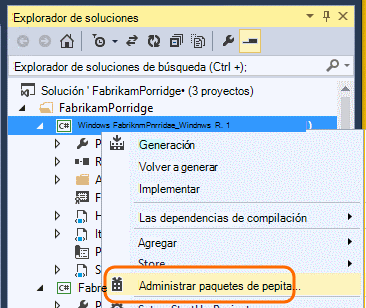 Explorador de soluciones
Explorador de soluciones de búsqueda (Ctrl +);
Solución ' FabrikamPorridge• (3 proyectos)
FabrikamPorridge
C# Windows FabriknmPnrridae_Windnws R. 1
P
Generación
R
Volver a generar
A
Implementar
F
H
Las dependencias de compilación
It
Agregar
P
S
Store
C# Fabre
Administrar paquetes de pepita...
P